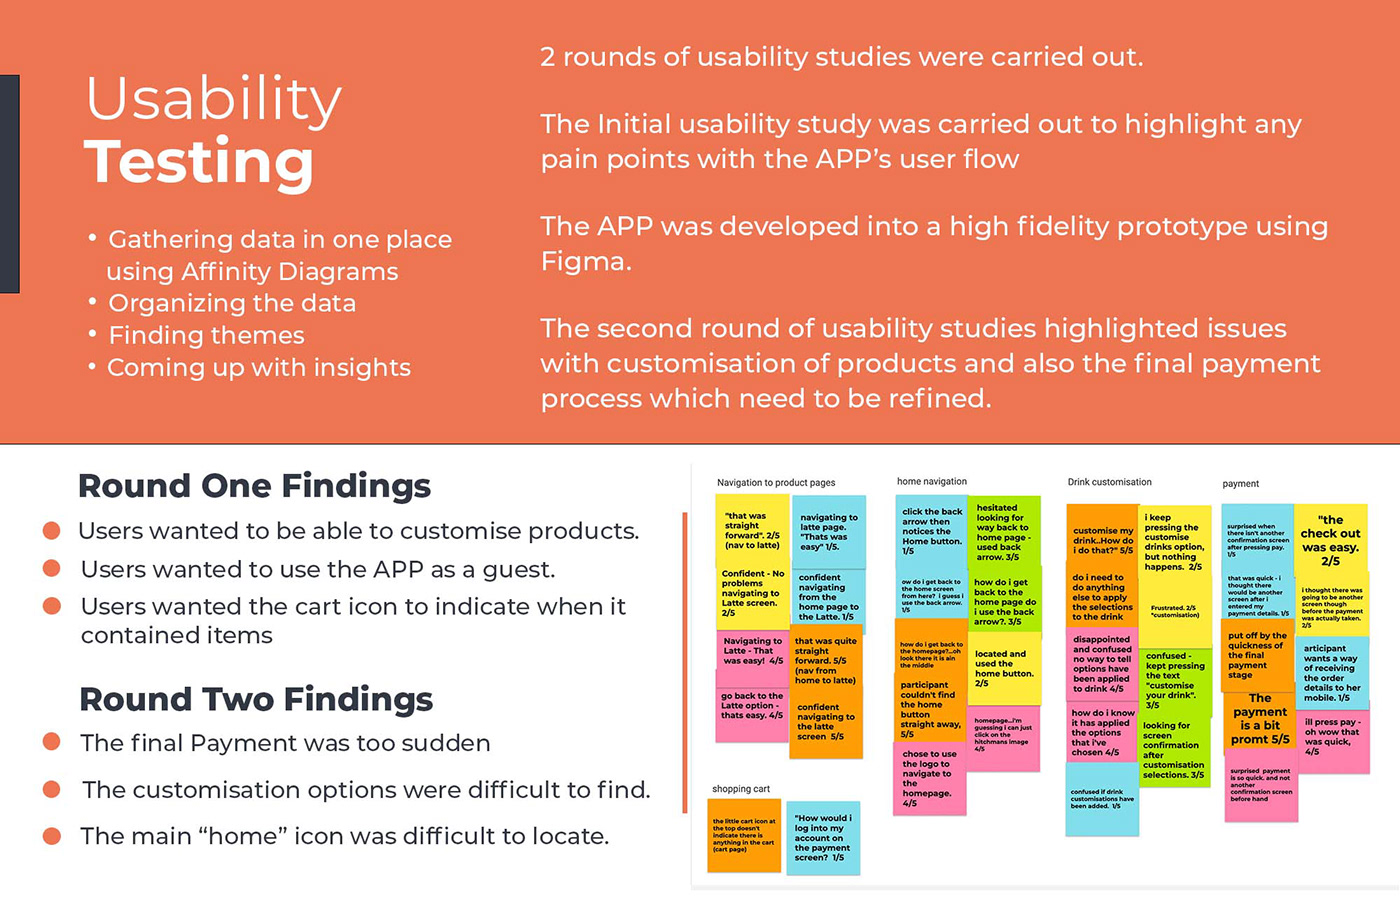 Usability
Testing
• Gathering data in one place
using Affinity Diagrams
• Organizing the data
• Finding themes
• Coming up with insights
2 rounds of usability studies were carried out.
The Initial usability study was carried out to highlight any
pain points with the APP's user flow
The APP was developed into a high fidelity prototype using
Figma.
The second round of usability studies highlighted issues
with customisation of products and also the final payment
process which need to be refined.
Round One Findings
Users wanted to be able to customise products.
Users wanted to use the APP as a guest.
Users wanted the cart icon to indicate when it
contained items
Round Two Findings
The final Payment was too sudden
The customisation options were difficult to find.
The main “home” icon was difficult to locate.
Navigation to product pages
"that was
straight
forward". 2/5
(nav to latte)
navigating to
latte page.
"Thats was
easy" 1/5.
Confident - No
problems
navigating to
Latte screen.
2/5
confident
navigating
from the
home page to
the Latte. 1/5
Navigating to
Latte - That
was easy! 4/5
that was quite
straight
forward. 5/5
(nav from
home to latte)
go back to the
Latte option -
thats easy. 4/5
confident
navigating to
the latte
screen 5/5
home navigation
click the back
arrow then
notices the
Home button.
1/5
hesitated
looking for
way back to
home page -
used back
arrow. 3/5
ow do i get back to
the home screen
from here? i guess i
use the back arrow.
1/5
how do i get
back to the
home page do
i use the back
arrow?. 3/5
how do i get back to
the homepage?...oh
look there it is ain
the middle
located and
used the
home button.
2/5
participant
couldn't find
the home
button
straight away,
5/5
homepage...i'm
guessing i can just
click on the
hitchmans image
4/5
chose to use
the logo to
navigate to
the
homepage.
4/5
Drink customisation
customise my
drink..How do
i do that?" 5/5
i keep
pressing the
customise
drinks option,
but nothing
happens. 2/5
do i need to
do anything
else to apply
the selections
to the drink
Frustrated. 2/5
"customisation)
disappointed
and confused
no way to tell
options have
been applied
to drink 4/5
confused -
kept pressing
the text
"customise
your drink".
3/5
how do i know
it has applied
the options
that i've
chosen 4/5
looking for
screen
confirmation
after
customisation
selections. 3/5
confused if drink
customisations have
been added. 1/5
payment
surprised when
there isn't another
confirmation screen
after pressing pay.
1/5
"the
check out
was easy.
2/5
that was quick - i
thought there
would be another
screen after i
entered my
payment details. 1/5
i thought there was
going to be another
screen though
before the payment
was actually taken.
2/5
put off by the
quickness of
the final
payment
stage
articipant
wants a way
of receiving
the order
details to her
mobile. 1/5
The
payment
is a bit
promt 5/5
ill press pay -
oh wow that
was quick,
4/5
surprised payment
is so quick. and not
another
confirmation screen
before hand
shopping cart
the little cart icon at
the top doesn't
indicate there is
anything in the cart
(cart page)
"How would i
log into my
account on
the payment
screen? 1/5